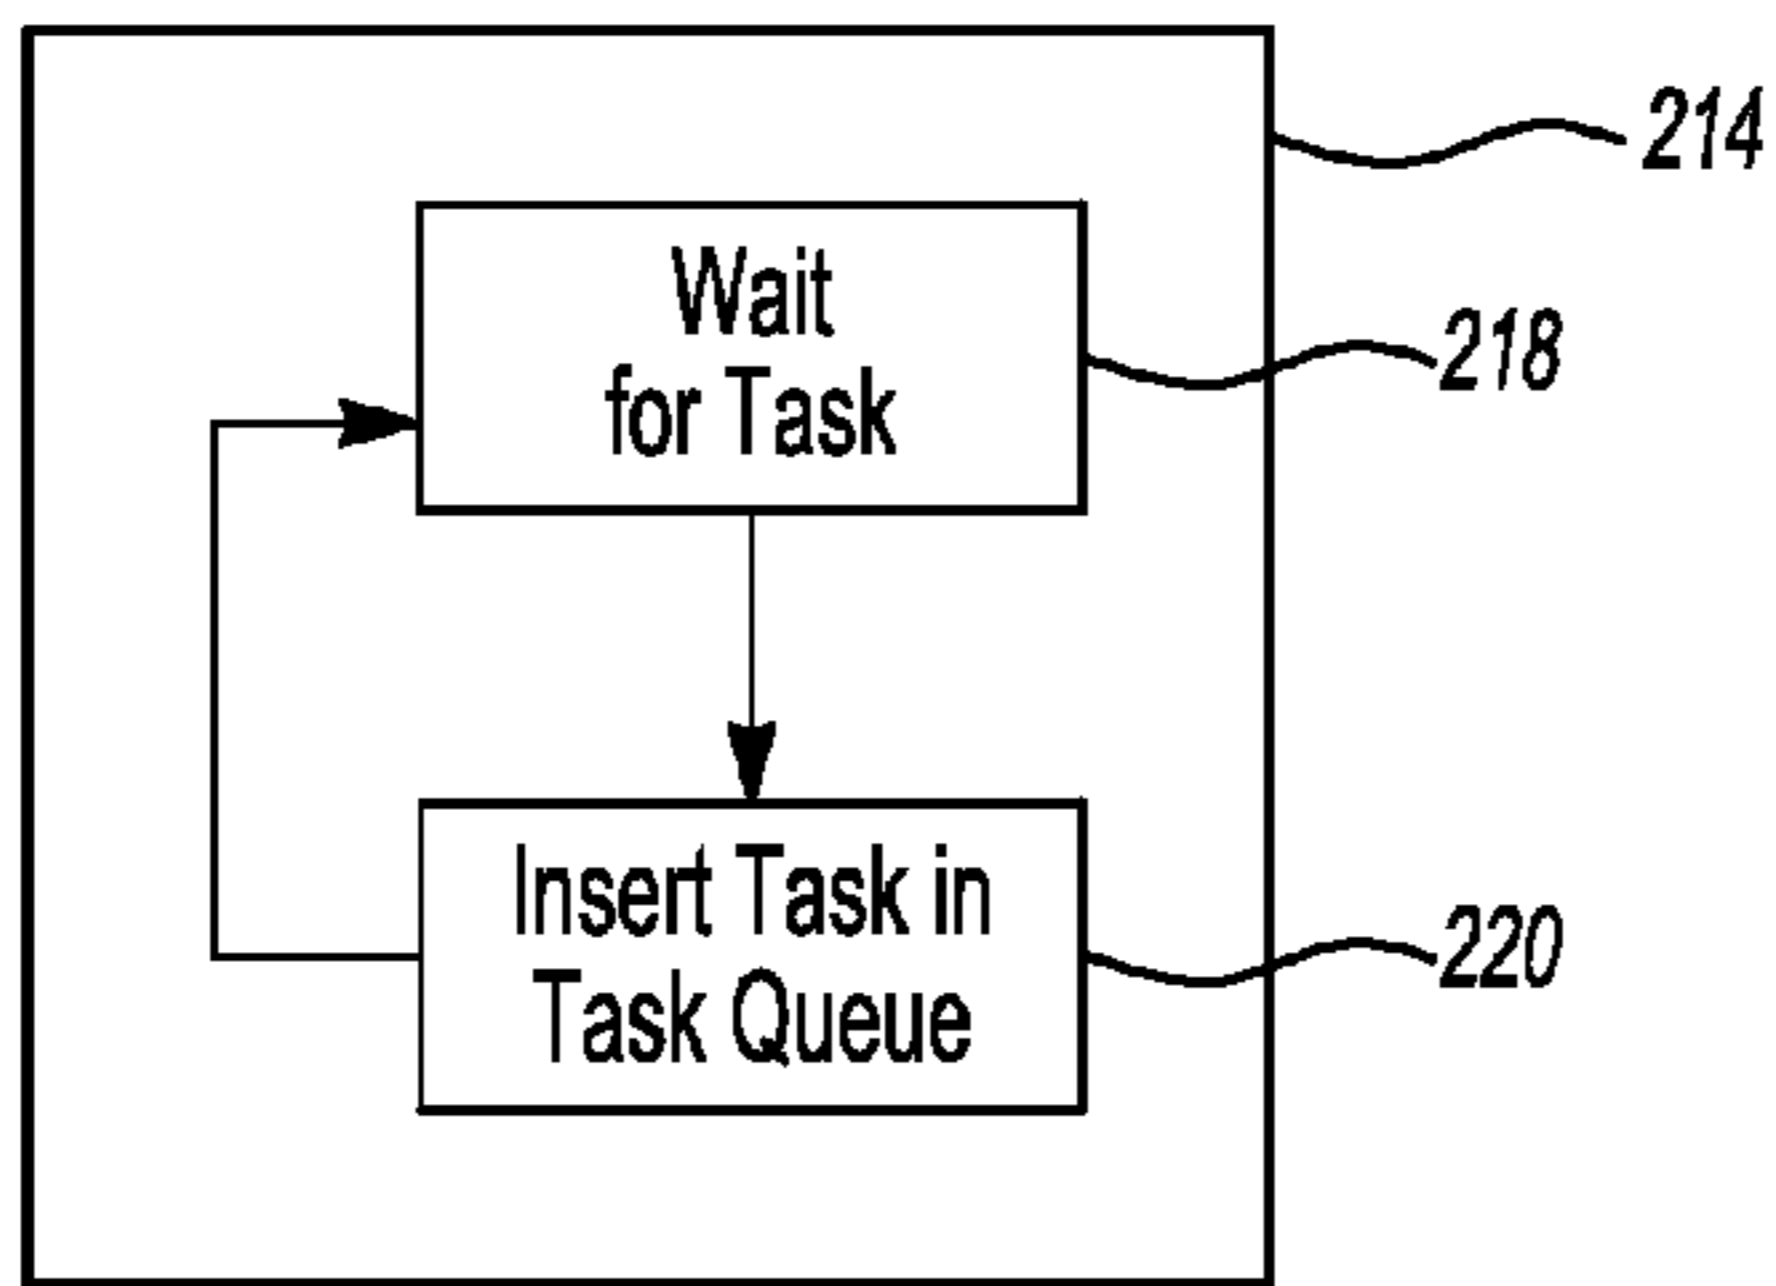 214
Wait
for Task
218
Insert Task in
Task Queue
220